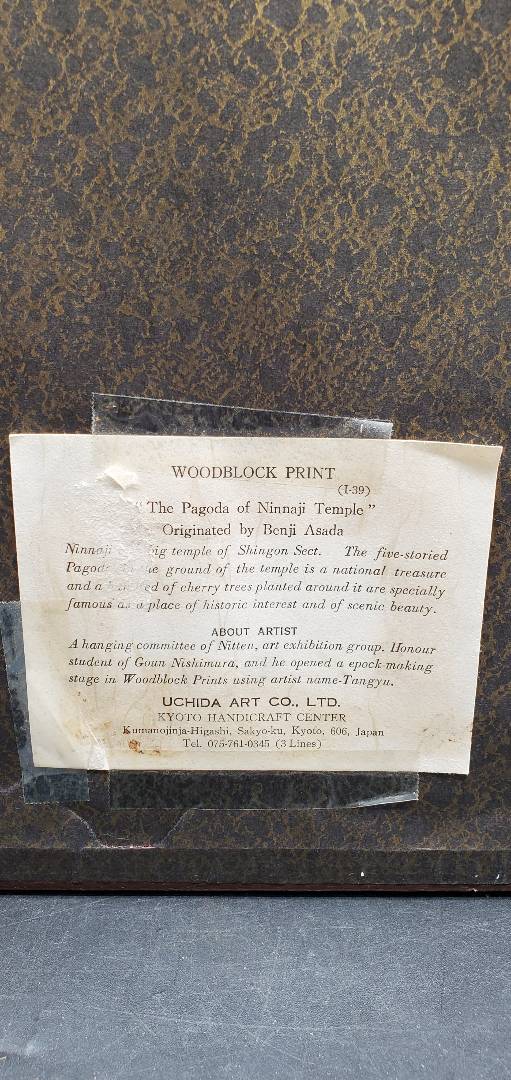 WOODBLOCK PRINT
(I-39)
" The Pagoda of Ninnaji Temple "
Originated by Benji Asada
Ninnaji big temple of Shingon Sect. The five-storied
Pagoda ground of the temple is a national treasure
and a of cherry trees planted around it are specially
famous as a place of historic interest and of scenic beauty.
ABOUT ARTIST
A hanging committee of Nitten, art exhibition group. Honour
student of Goun Nishimura, and he opened a epock-making
stage in Woodblock Prints using artist name-Tangyu.
UCHIDA ART CO., LTD.
KYOTO HANDICRAFT CENTER
Kumanojinja-Higashi, Sakyo-ku, Kyoto, 606, Japan
Tel. 075-761-0345 (3 Lines)